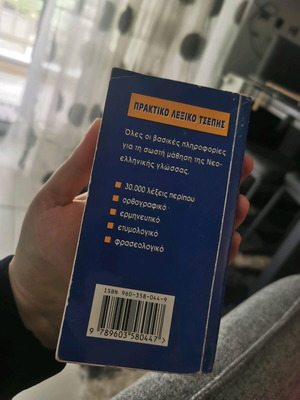 ΠΡΑΚΤΙΚΟ ΛΕΞΙΚΟ ΤΣΕΠΗΣ
Όλες οι βασικές πληροφορίες
για τη σωστή μάθηση της Νεο-
ελληνικής γλώσσας.
30.000 λέξεις περίπου
ορθογραφικό
ερμηνευτικό
ετυμολογικό
φρασεολογικό
ISBN 960-358-044-9
9 789603 580447 >